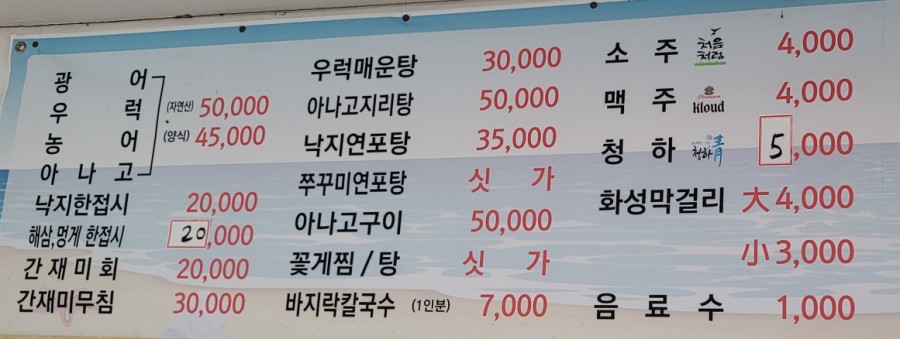 광 어
우 럭 (자연산) 50,000
농 어 (양식) 45,000
아 나 고
낙지한접시 20,000
해삼,멍게 한접시 20,000
간 재 미 회 20,000
간재미무침 30,000
우럭매운탕 30,000
아나고지리탕 50,000
낙지연포탕 35,000
쭈꾸미연포탕 싯 가
아나고구이 50,000
꽃게찜 / 탕 싯 가
바지락칼국수 (1인분) 7,000
소 주 처음처럼 4,000
맥 주 Kloud 4,000
청 하 청하 青 5,000
화성막걸리 大 4,000
小 3,000
음 료 수 1,000